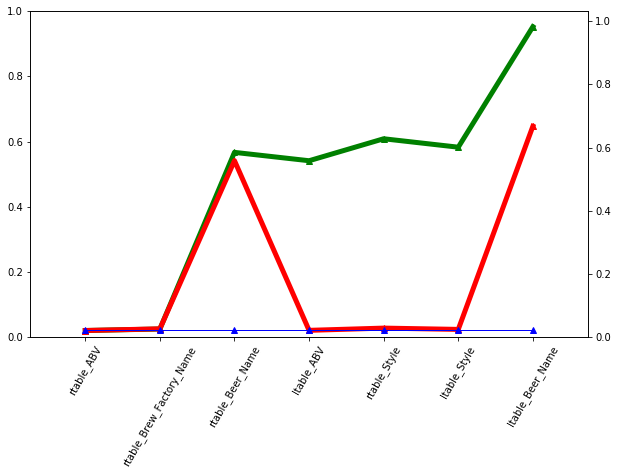 1.0
0.8
0.6
0.4
0.2
0.0
1.0
0.8
0.6
0.4
0.2
0.0
rtable_ABV
rtable_Brew_Factory_Name
rtable_Beer_Name
ltable_ABV
rtable_Style
ltable_Style
ltable_Beer_Name